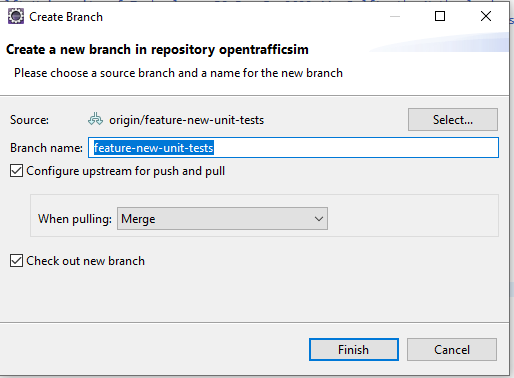 Create Branch
Create a new branch in repository opentrafficsim
Please choose a source branch and a name for the new branch
Source: origin/feature-new-unit-tests Select...
Branch name: feature-new-unit-tests
Configure upstream for push and pull
When pulling: Merge
Check out new branch
Finish Cancel